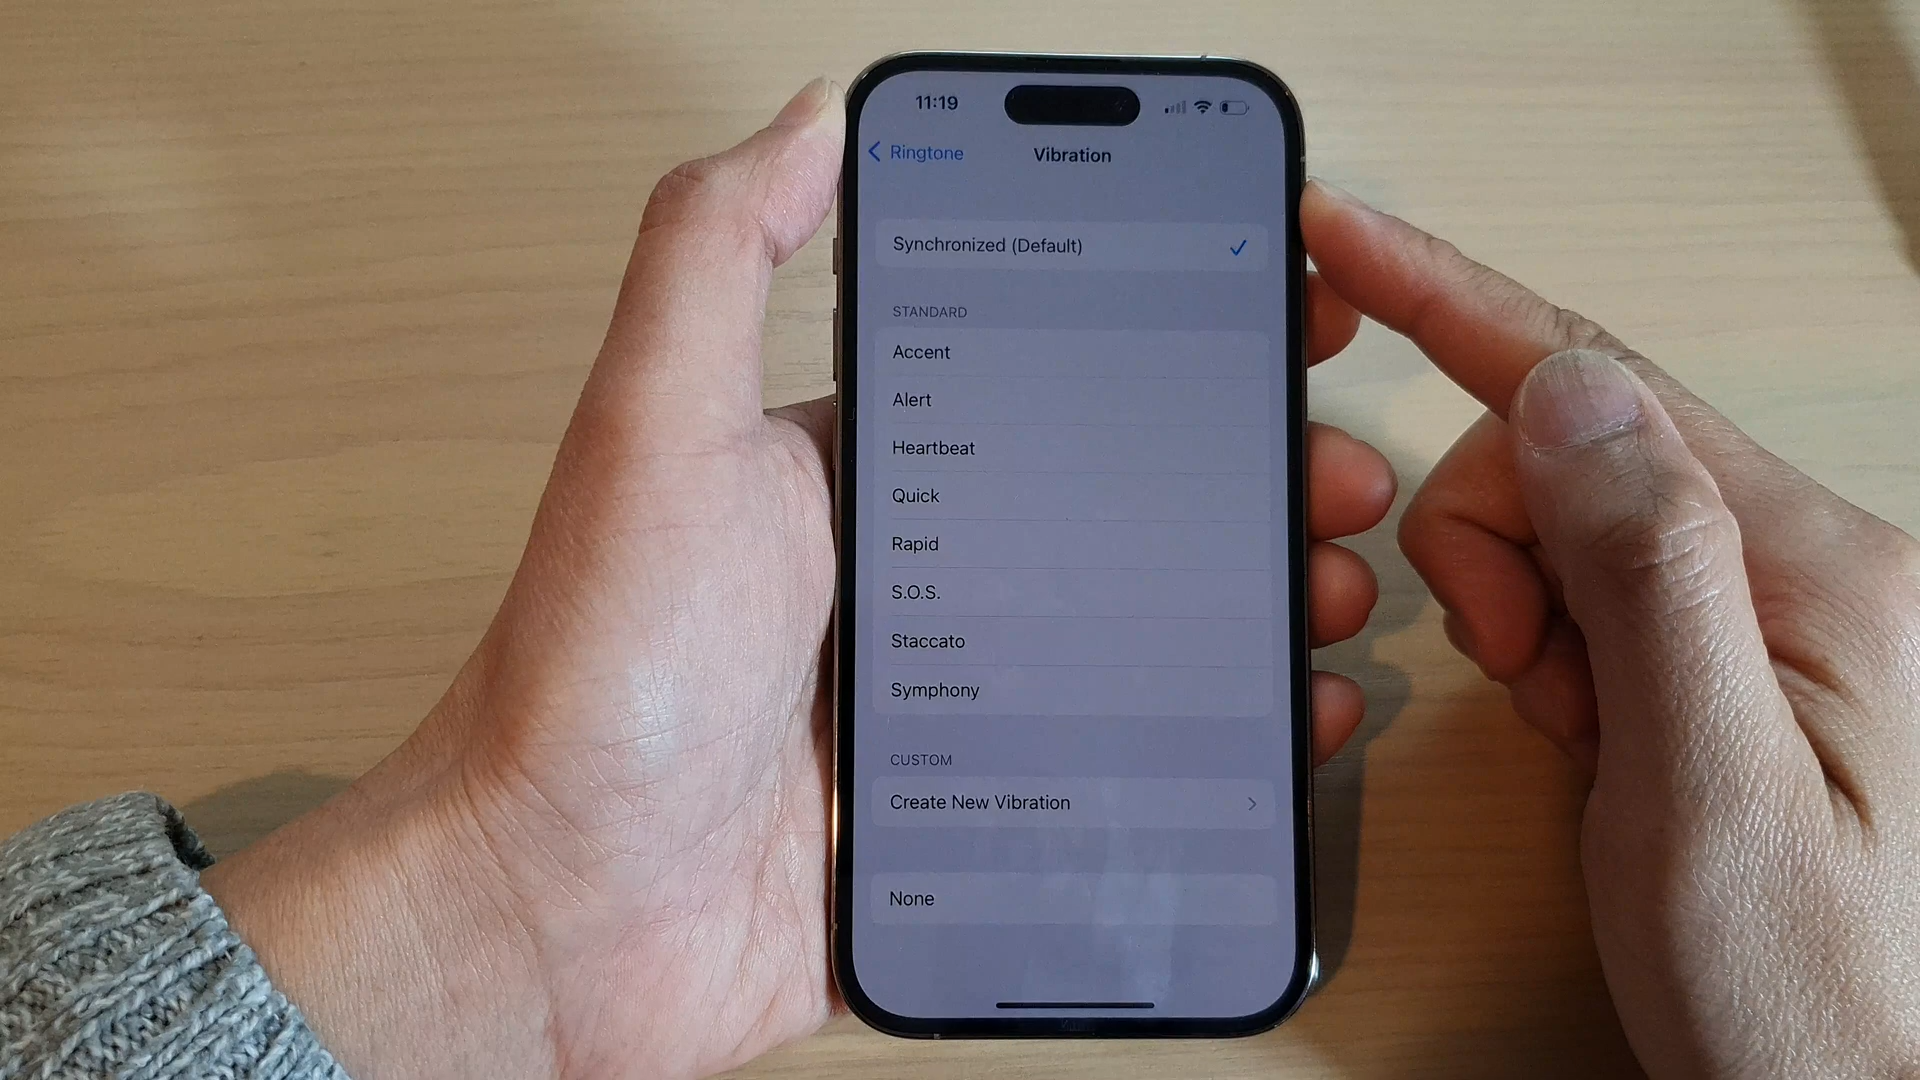 11:19
Ringtone
Vibration
Synchronized (Default)
STANDARD
Accent
Alert
Heartbeat
Quick
Rapid
S.O.S.
Staccato
Symphony
CUSTOM
Create New Vibration
None